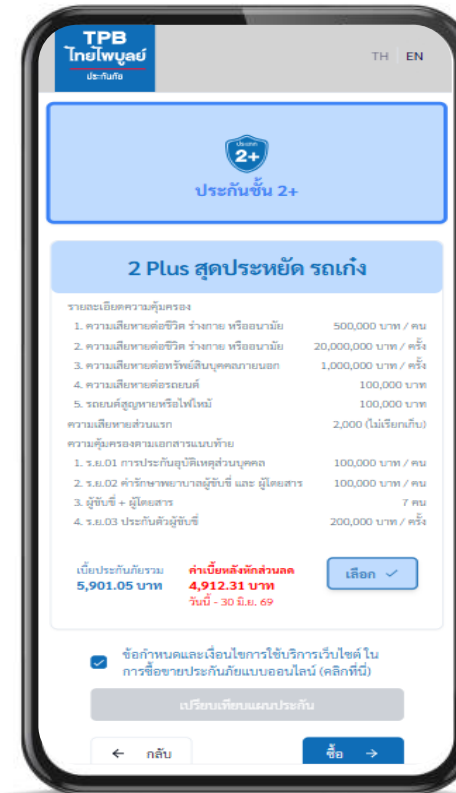 TPB
ไทยไพบูลย์
ประกันภัย
TH EN
ประเภท
2+
ประกันชั้น 2+
2 Plus สุดประหยัด รถเก๋ง
รายละเอียดความคุ้มครอง
1. ความเสียหายต่อชีวิต ร่างกาย หรืออนามัย 500,000 บาท / คน
2. ความเสียหายต่อชีวิต ร่างกาย หรืออนามัย 20,000,000 บาท / ครั้ง
3. ความเสียหายต่อทรัพย์สินบุคคลภายนอก 1,000,000 บาท / ครั้ง
4. ความเสียหายต่อรถยนต์ 100,000 บาท
5. รถยนต์สูญหายหรือไฟไหม้ 100,000 บาท
ความเสียหายส่วนแรก 2,000 (ไม่เรียกเก็บ)
ความคุ้มครองตามเอกสารแนบท้าย
1. ร.ย.01 การประกันอุบัติเหตุส่วนบุคคล 100,000 บาท / คน
2. ร.ย.02 ค่ารักษาพยาบาลผู้ขับขี่ และ ผู้โดยสาร 100,000 บาท / คน
3. ผู้ขับขี่ + ผู้โดยสาร 7 คน
4. ร.ย.03 ประกันตัวผู้ขับขี่ 200,000 บาท / ครั้ง
เบี้ยประกันภัยรวม ค่าเบี้ยหลังหักส่วนลด เลือก ✓
5,901.05 บาท 4,912.31 บาท
วันนี้ - 30 มิ.ย. 69
ข้อกำหนดและเงื่อนไขการใช้บริการเว็บไซต์ ใน
การซื้อขายประกันภัยแบบออนไลน์ (คลิกที่นี่)
เปรียบเทียบแผนประกัน
← กลับ ซื้อ →